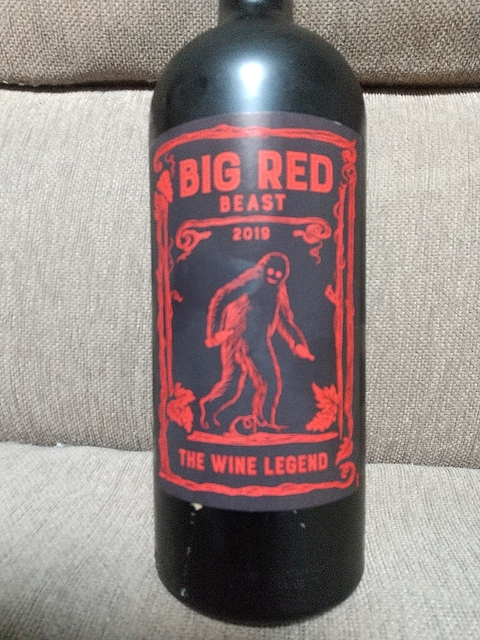 BIG RED
BEAST
2019
THE WINE LEGEND